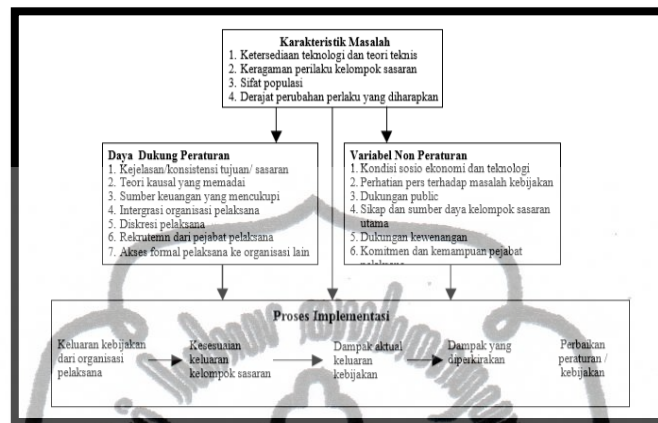 Karakteristik Masalah
1. Ketersediaan teknologi dan teori teknis
2. Keragaman perilaku kelompok sasaran
3. Sifat populasi
4. Derajat perubahan perlaku yang diharapkan
Daya Dukung Peraturan
1. Kejelasan/konsistensi tujuan/ sasaran
2. Teori kausal yang memadai
3. Sumber keuangan yang mencukupi
4. Intergrasi organisasi pelaksana
5. Diskresi pelaksana
6. Rekrutemn dari pejabat pelaksana
7. Akses formal pelaksana ke organisasi lain
Variabel Non Peraturan
1. Kondisi sosio ekonomi dan teknologi
2. Perhatian pers terhadap masalah kebijakan
3. Dukungan public
4. Sikap dan sumber daya kelompok sasaran
utama
5. Dukungan kewenangan
6. Komitmen dan kemampuan pejabat
pelaksana
Proses Implementasi
Keluaran kebijakan
dari organisasi
pelaksana
Kesesuaian
keluaran
kelompok sasaran
Dampak aktual
keluaran
kebijakan
Dampak yang
diperkirakan
Perbaikan
peraturan /
kebijakan